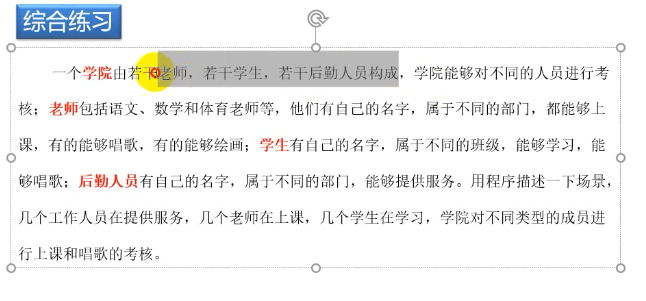 综合练习
一个学院由若干老师，若干学生，若干后勤人员构成，学院能够对不同的人员进行考
核；老师包括语文、数学和体育老师等，他们有自己的名字，属于不同的部门，都能够上
课，有的能够唱歌，有的能够绘画；学生有自己的名字，属于不同的班级，能够学习，能
够唱歌；后勤人员有自己的名字，属于不同的部门，能够提供服务。用程序描述一下场景，
几个工作人员在提供服务，几个老师在上课，几个学生在学习，学院对不同类型的成员进
行上课和唱歌的考核。